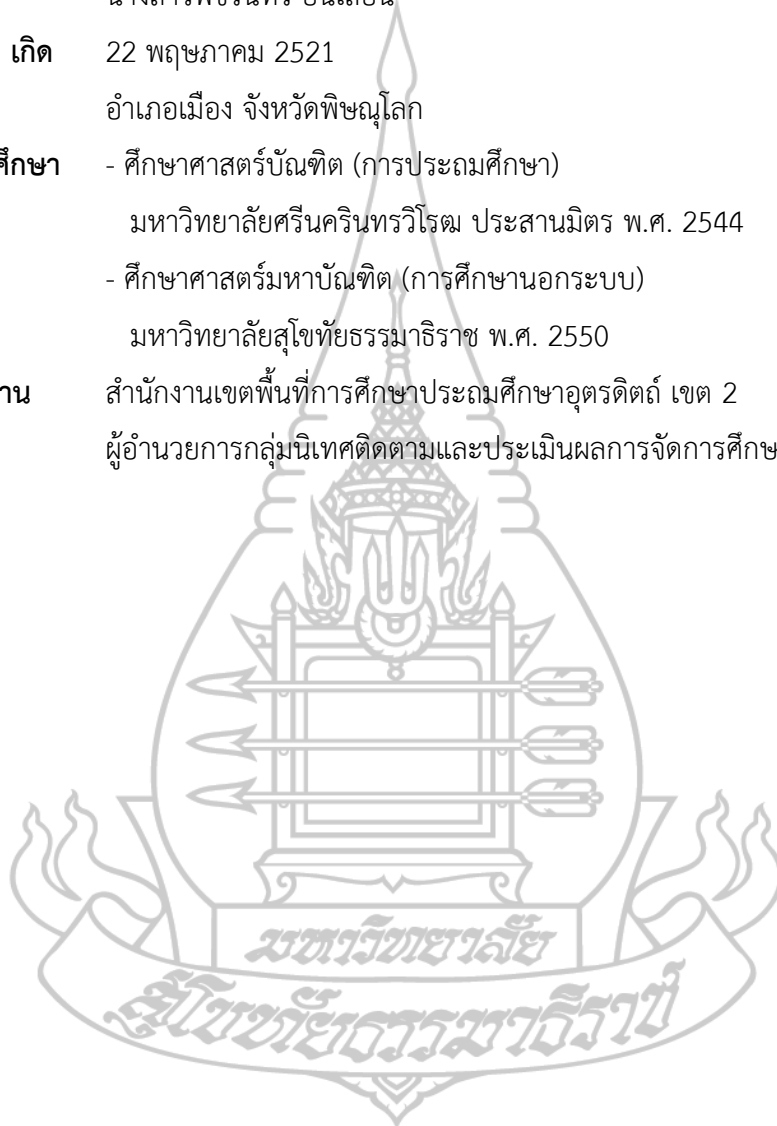 เกิด 22 พฤษภาคม 2521
อำเภอเมือง จังหวัดพิษณุโลก
ศึกษา - ศึกษาศาสตร์บัณฑิต (การประถมศึกษา)
มหาวิทยาลัยศรีนครินทรวิโรฒ ประสานมิตร พ.ศ. 2544
- ศึกษาศาสตร์มหาบัณฑิต (การศึกษานอกระบบ)
มหาวิทยาลัยสุโขทัยธรรมาธิราช พ.ศ. 2550
าน สำนักงานเขตพื้นที่การศึกษาประถมศึกษาอุตรดิตถ์ เขต 2
ผู้อำนวยการกลุ่มนิเทศติดตามและประเมินผลการจัดการศึกษ
มหาวิทยาลัย
สุโขทัยธรรมาธิราช